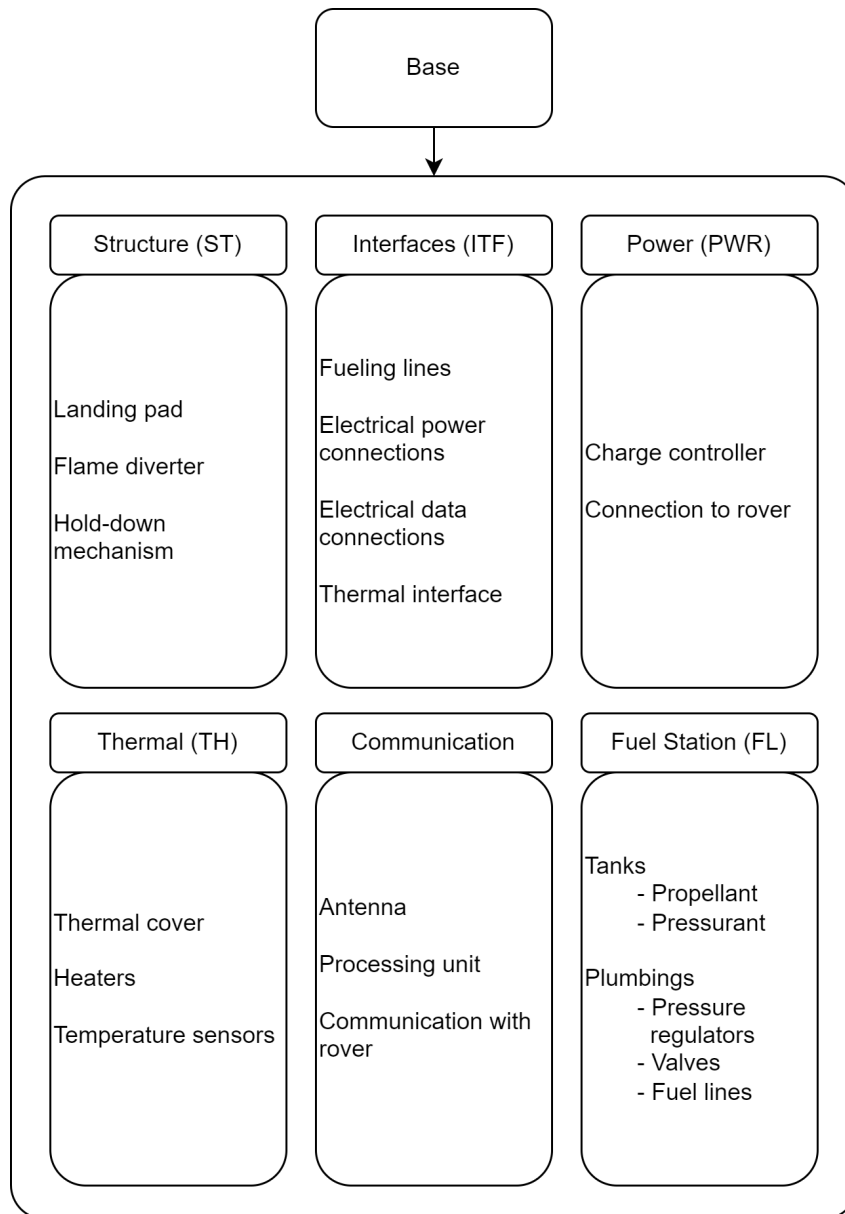 Base
Structure (ST)
Landing pad
Flame diverter
Hold-down
mechanism
Interfaces (ITF)
Fueling lines
Electrical power
connections
Electrical data
connections
Thermal interface
Power (PWR)
Charge controller
Connection to rover
Thermal (TH)
Thermal cover
Heaters
Temperature sensors
Communication
Antenna
Processing unit
Communication with
rover
Fuel Station (FL)
Tanks
- Propellant
- Pressurant
Plumbings
- Pressure
regulators
- Valves
- Fuel lines